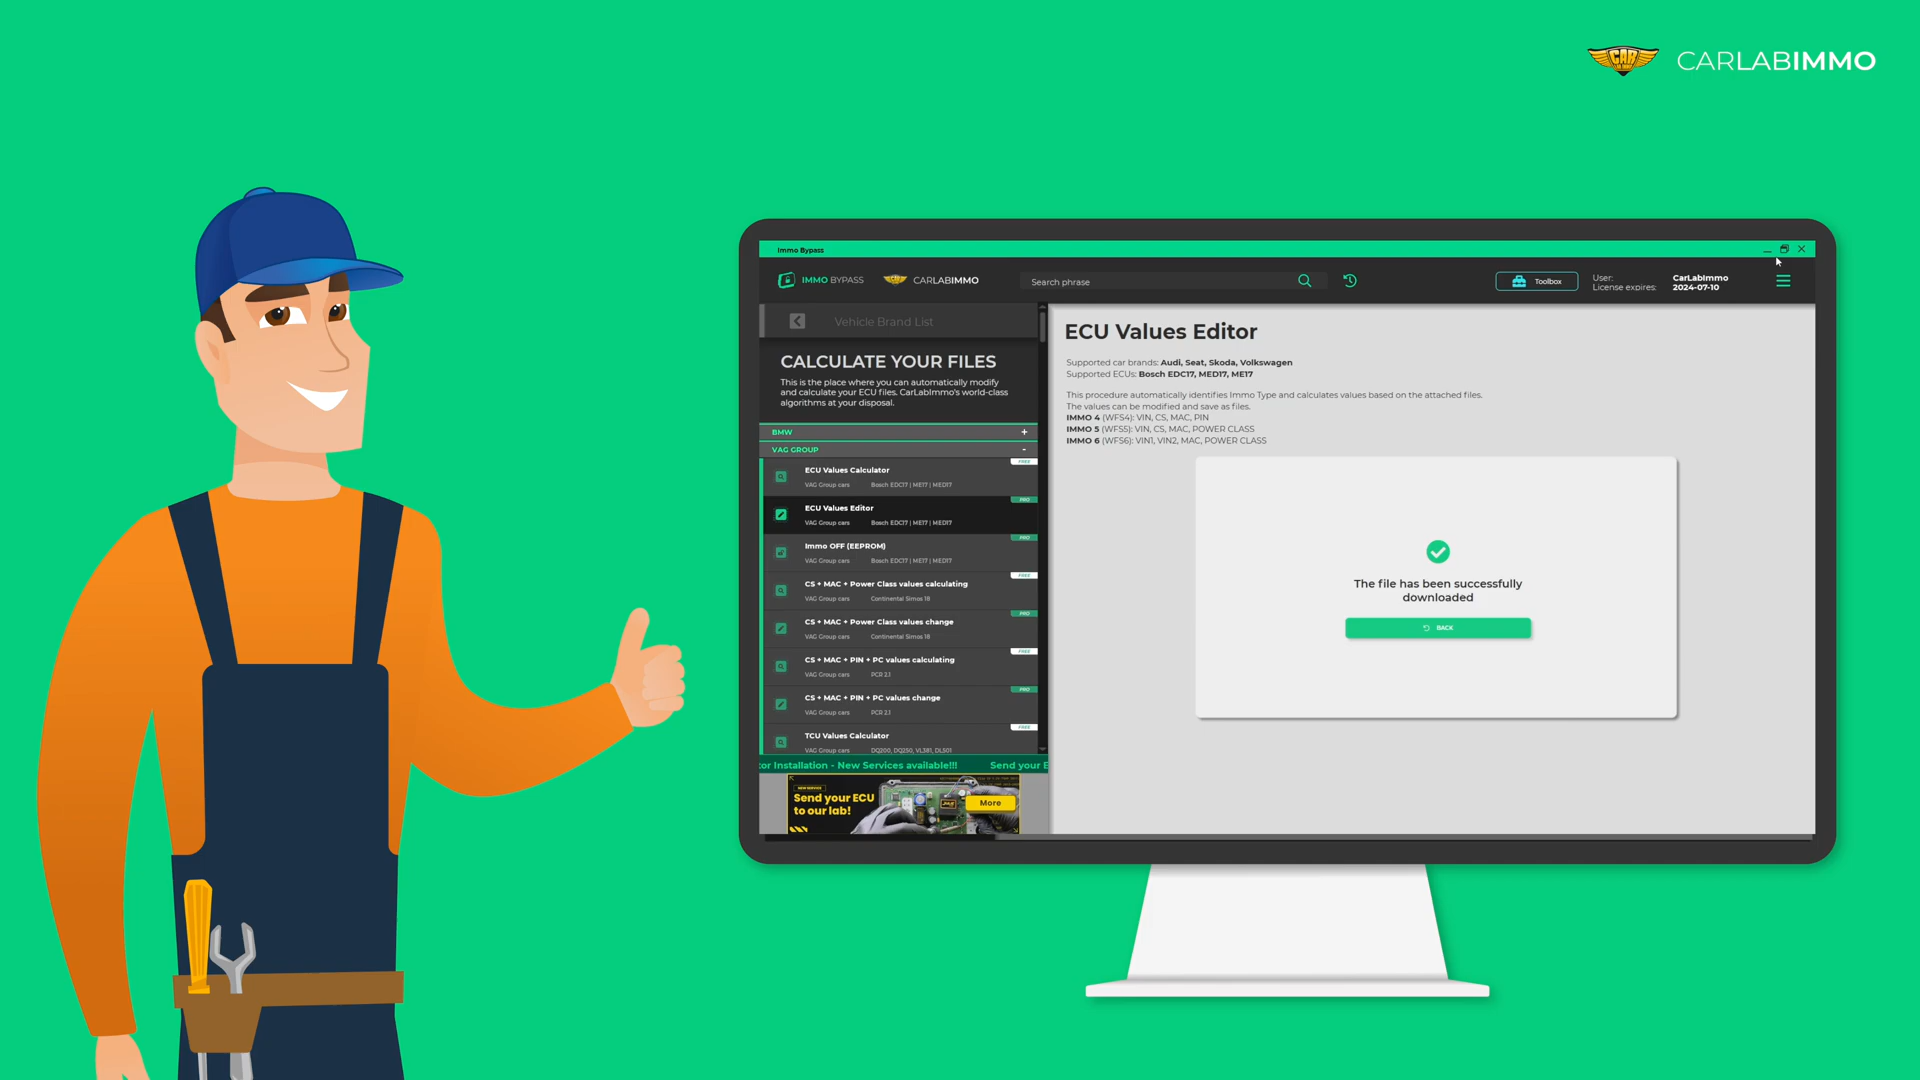 CARLABIMMO
Immo Bypass
IMMO BYPASS
CARLABIMMO
Search phrase
Toolbox
User: CarLabImmo
License expires: 2024-07-10
Vehicle Brand List
CALCULATE YOUR FILES
This is the place where you can automatically modify
and calculate your ECU files. CarLabImmo's world-class
algorithms at your disposal.
BMW +
VAG GROUP -
FREE
ECU Values Calculator
VAG Group cars Bosch EDC17 | ME17 | MED17
PRO
ECU Values Editor
VAG Group cars Bosch EDC17 | ME17 | MED17
PRO
Immo OFF (EEPROM)
VAG Group cars Bosch EDC17 | ME17 | MED17
FREE
CS + MAC + Power Class values calculating
VAG Group cars Continental Simos 18
PRO
CS + MAC + Power Class values change
VAG Group cars Continental Simos 18
FREE
CS + MAC + PIN + PC values calculating
VAG Group cars PCR 2.1
PRO
CS + MAC + PIN + PC values change
VAG Group cars PCR 2.1
FREE
TCU Values Calculator
VAG Group cars DQ200, DQ250, VL381, DL501
tor Installation - New Services available!!! Send your E
NEW SERVICE
Send your ECU
to our lab!
More
ECU Values Editor
Supported car brands: Audi, Seat, Skoda, Volkswagen
Supported ECUs: Bosch EDC17, MED17, ME17
This procedure automatically identifies Immo Type and calculates values based on the attached files.
The values can be modified and save as files.
IMMO 4 (WFS4): VIN, CS, MAC, PIN
IMMO 5 (WFS5): VIN, CS, MAC, POWER CLASS
IMMO 6 (WFS6): VIN1, VIN2, MAC, POWER CLASS
The file has been successfully
downloaded
BACK